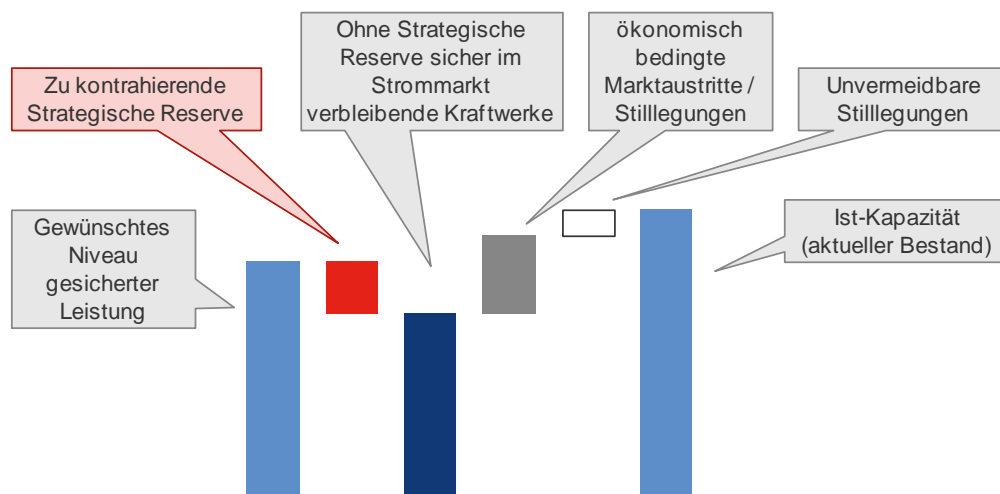 Zu kontrahierende
Strategische Reserve
Ohne Strategische
Reserve sicher im
Strommarkt
verbleibende Kraftwerke
ökonomisch
bedingte
Marktaustritte /
Stilllegungen
Unvermeidbare
Stilllegungen
Gewünschtes
Niveau
gesicherter
Leistung
Ist-Kapazität
(aktueller Bestand)